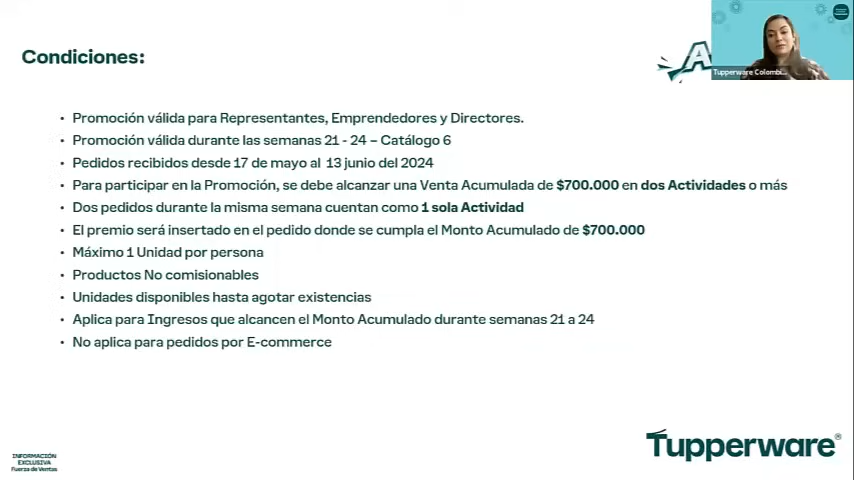 Condiciones:
A
Tupperware Colombi...
• Promoción válida para Representantes, Emprendedores y Directores.
• Promoción válida durante las semanas 21 - 24 – Catálogo 6
• Pedidos recibidos desde 17 de mayo al 13 junio del 2024
• Para participar en la Promoción, se debe alcanzar una Venta Acumulada de $700.000 en dos Actividades o más
• Dos pedidos durante la misma semana cuentan como 1 sola Actividad
• El premio será insertado en el pedido donde se cumpla el Monto Acumulado de $700.000
• Máximo 1 Unidad por persona
• Productos No comisionables
• Unidades disponibles hasta agotar existencias
• Aplica para Ingresos que alcancen el Monto Acumulado durante semanas 21 a 24
• No aplica para pedidos por E-commerce
INFORMACIÓN
EXCLUSIVA
Fuerza de Ventas
Tupperware®